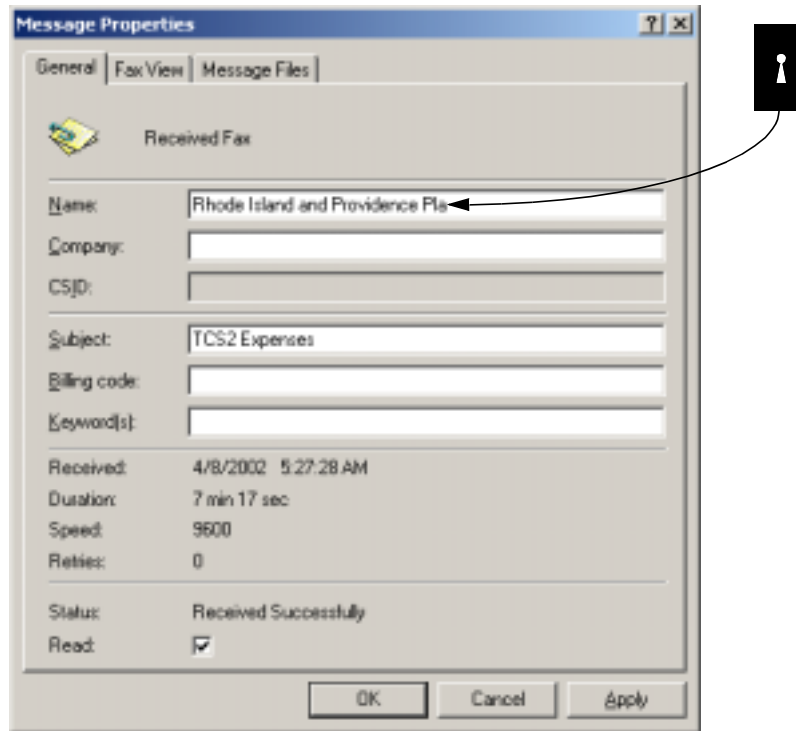 Message Properties
General Fax View Message Files
Received Fax
Name: Rhode Island and Providence Pla
Company:
CSID:
Subject: TCS2 Expenses
Billing code:
Keyword(s):
Received: 4/8/2002 5:27:28 AM
Duration: 7 min 17 sec
Speed: 9600
Retries: 0
Status: Received Successfully
Read:
OK Cancel Apply